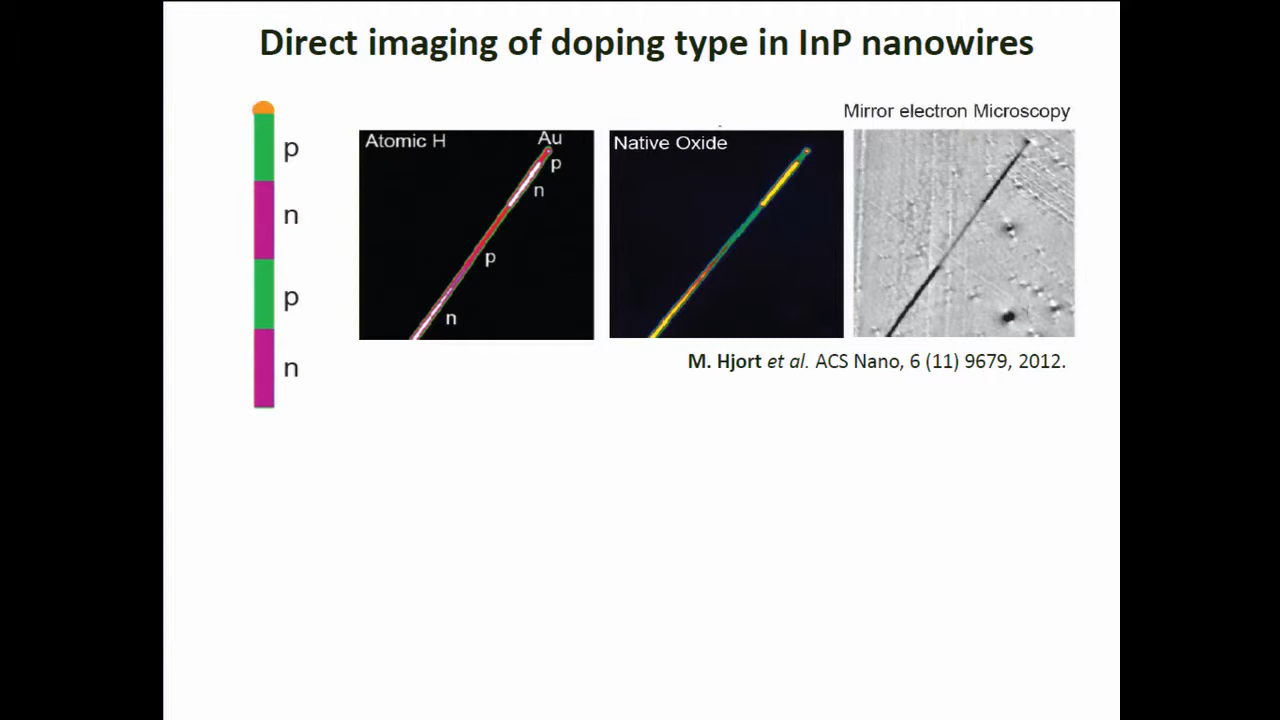 Direct imaging of doping type in InP nanowires
p
n
p
n
Atomic H
Au
p
n
p
n
Native Oxide
Mirror electron Microscopy
M. Hjort et al. ACS Nano, 6 (11) 9679, 2012.